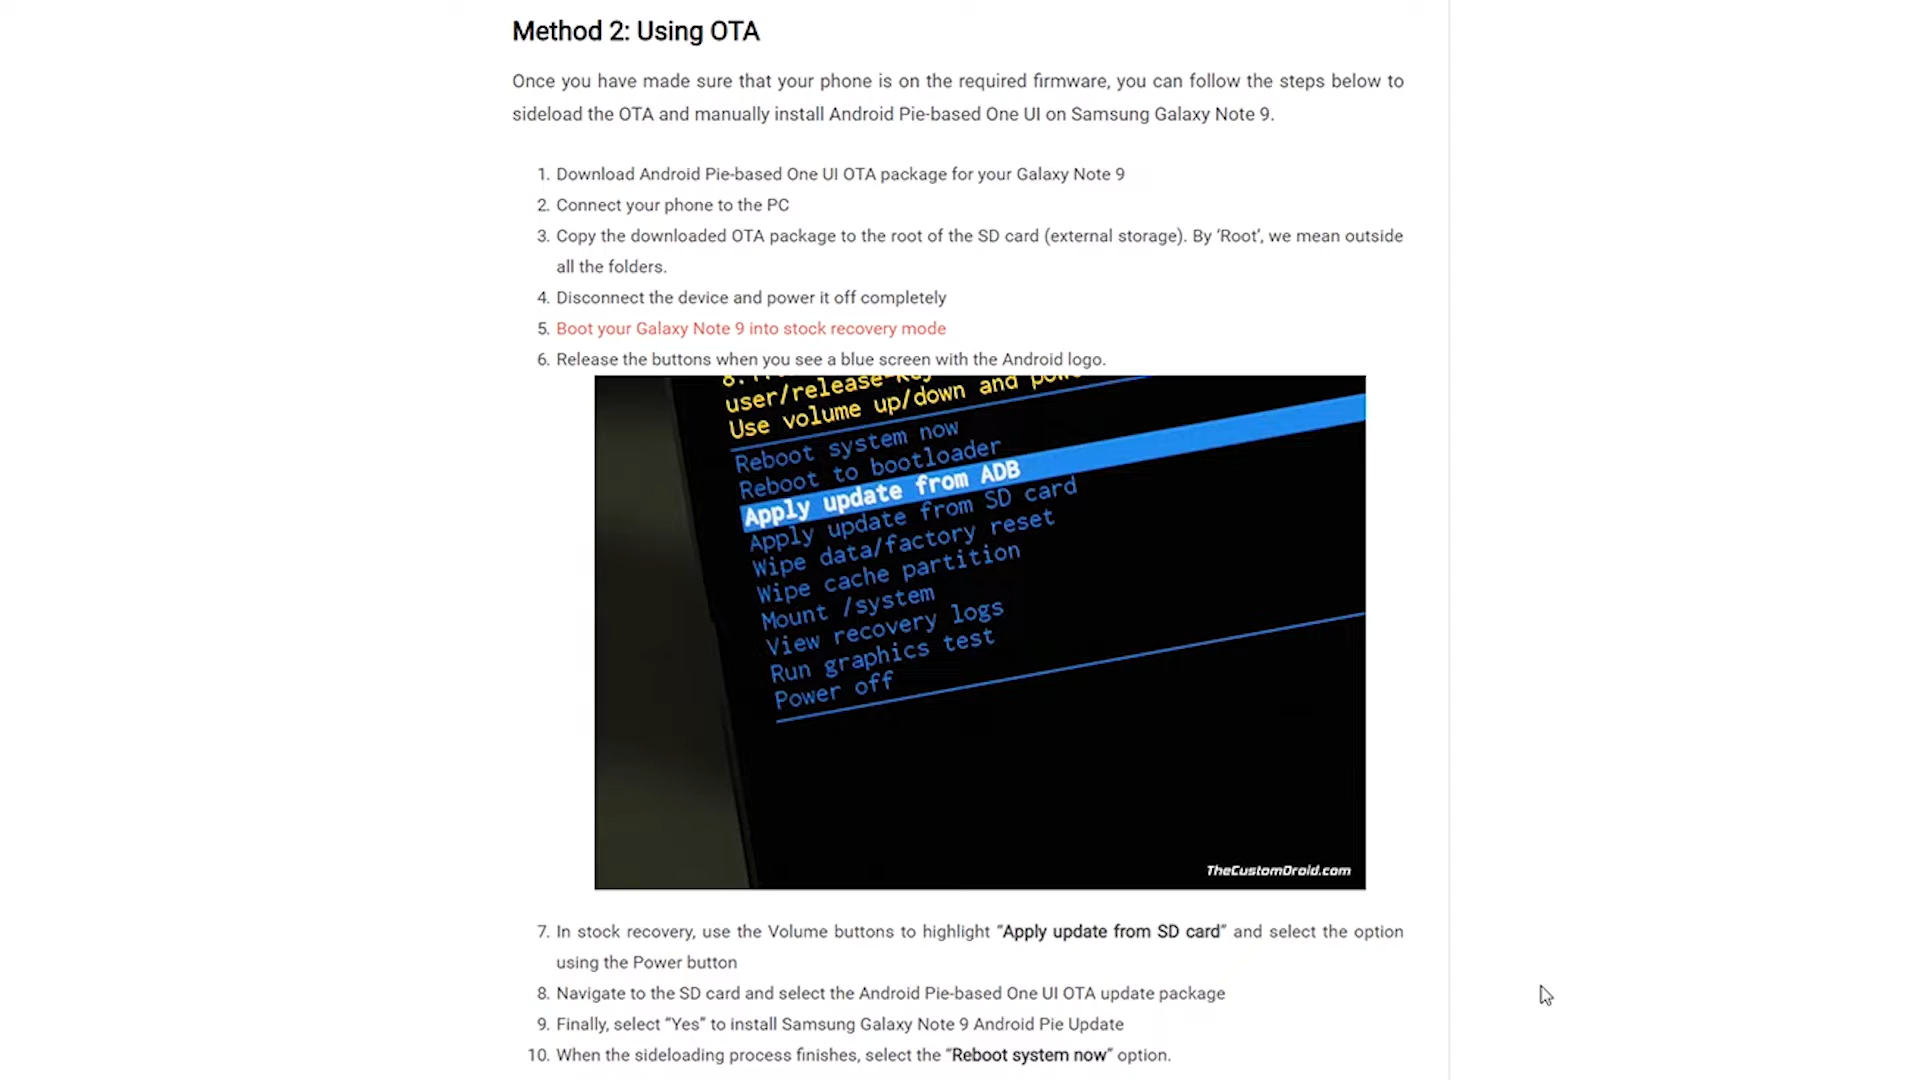 Method 2: Using OTA
Once you have made sure that your phone is on the required firmware, you can follow the steps below to
sideload the OTA and manually install Android Pie-based One UI on Samsung Galaxy Note 9.
1. Download Android Pie-based One UI OTA package for your Galaxy Note 9
2. Connect your phone to the PC
3. Copy the downloaded OTA package to the root of the SD card (external storage). By ‘Root’, we mean outside
all the folders.
4. Disconnect the device and power it off completely
5. Boot your Galaxy Note 9 into stock recovery mode
6. Release the buttons when you see a blue screen with the Android logo.
user/release-
Use volume up/down and
Reboot system now
Reboot to bootloader
Apply update from ADB
Apply update from SD card
Wipe data/factory reset
Wipe cache partition
Mount /system
View recovery logs
Run graphics test
Power off
TheCustomDroid.com
7. In stock recovery, use the Volume buttons to highlight “Apply update from SD card” and select the option
using the Power button
8. Navigate to the SD card and select the Android Pie-based One UI OTA update package
9. Finally, select “Yes” to install Samsung Galaxy Note 9 Android Pie Update
10. When the sideloading process finishes, select the “Reboot system now” option.